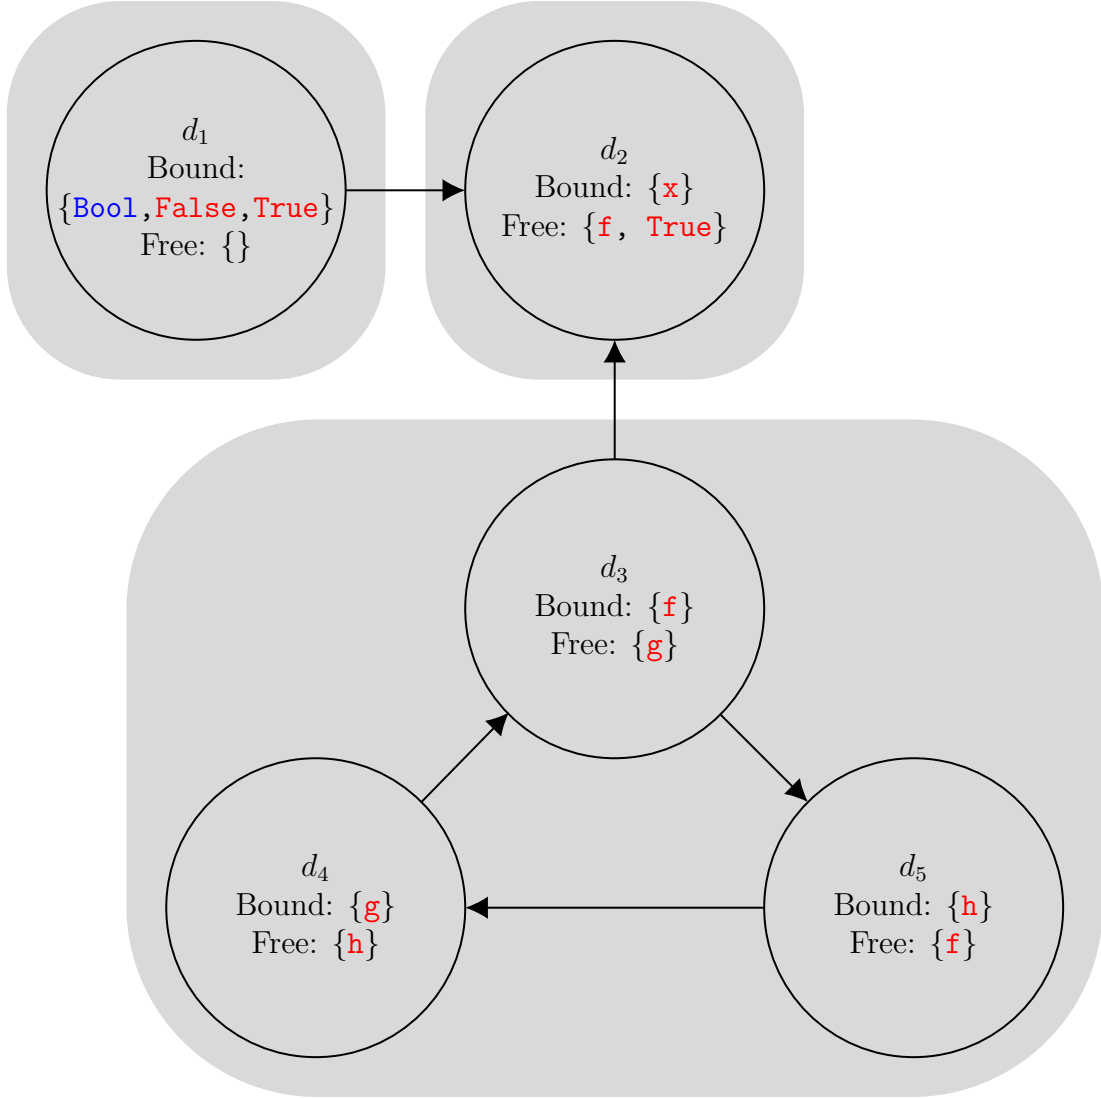 d₁
Bound:
{Bool,False,True}
Free: {}
d₂
Bound: {x}
Free: {f, True}
d₃
Bound: {f}
Free: {g}
d₄
Bound: {g}
Free: {h}
d₅
Bound: {h}
Free: {f}